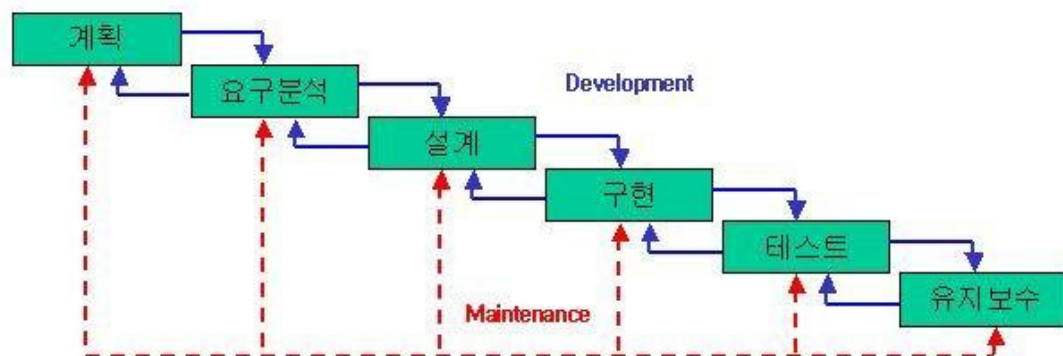 계획
요구분석
Development
설계
구현
테스트
유지보수
Maintenance